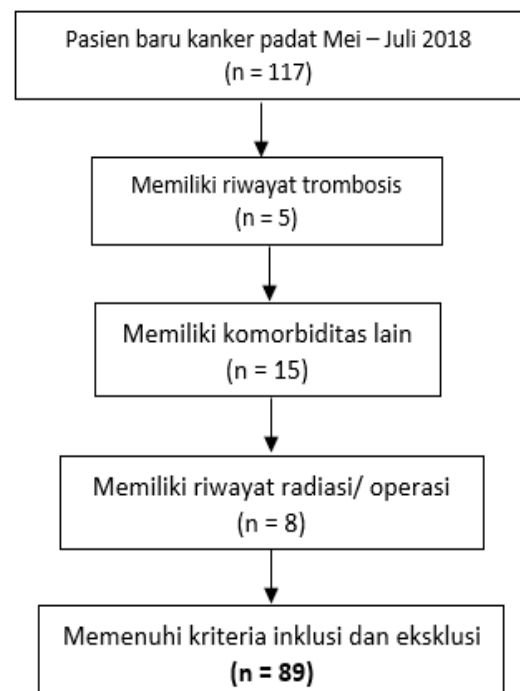 Pasien baru kanker padat Mei – Juli 2018
(n = 117)
Memiliki riwayat trombosis
(n = 5)
Memiliki komorbiditas lain
(n = 15)
Memiliki riwayat radiasi/ operasi
(n = 8)
Memenuhi kriteria inklusi dan eksklusi
(n = 89)